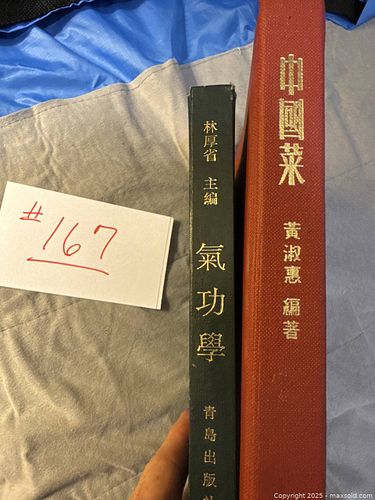 #167
林厚省 主編
氣功學
青島出版社
中國菜
黃淑惠 編著
Copyright © 2025 - maxsold.com